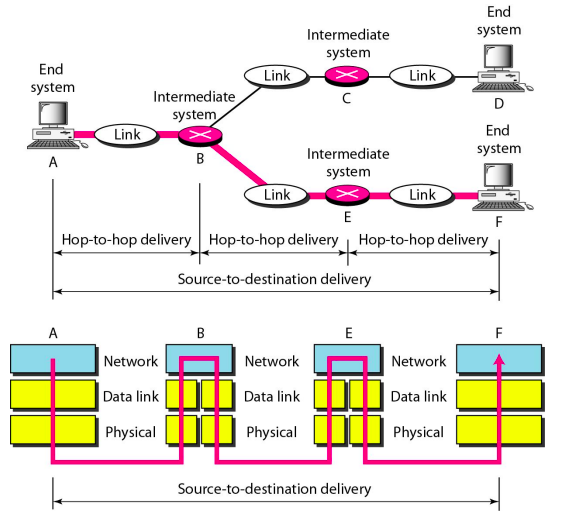 End
system
Intermediate
system
Link
Link
C
D
End
system
Intermediate
system
Link
A
B
End
system
Intermediate
system
Link
Link
E
F
Hop-to-hop delivery
Hop-to-hop delivery
Hop-to-hop delivery
Source-to-destination delivery
A
B
E
F
Network
Network
Network
Data link
Data link
Data link
Physical
Physical
Physical
Source-to-destination delivery